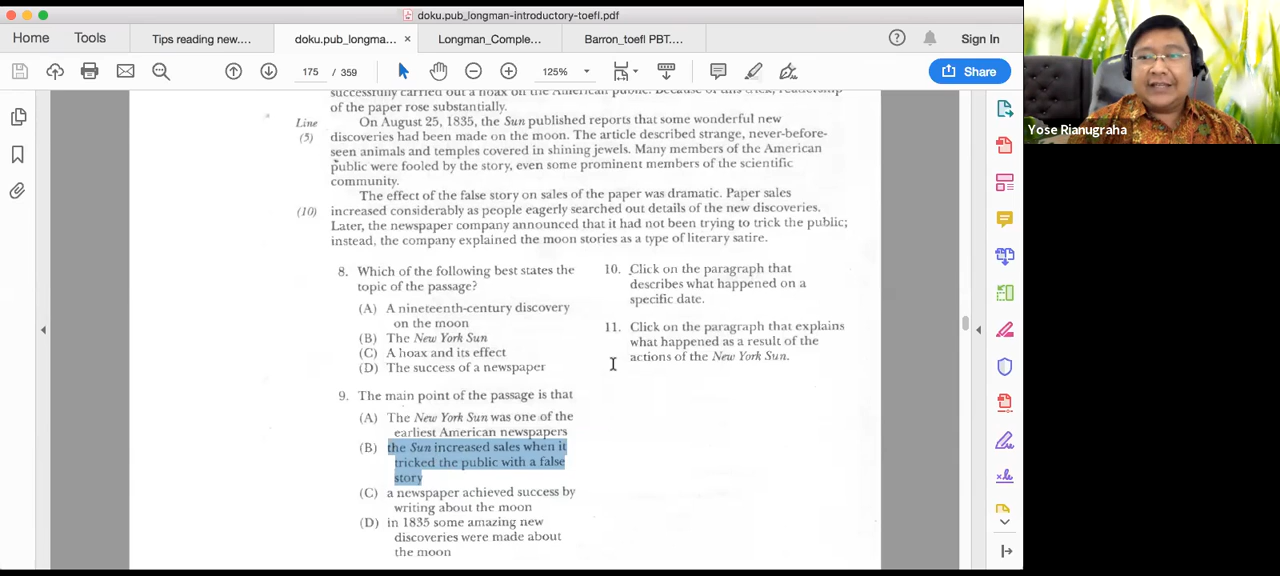 doku.pub_longman-introductory-toefl.pdf
Home
Tools
Tips reading new....
doku.pub_longma... ×
Longman_Comple...
Barron_toefl PBT....
Sign In
175 / 359
125%
Share
successfully carried out a hoax on the American public. Because of this trick, readership
of the paper rose substantially.
Line On August 25, 1835, the Sun published reports that some wonderful new
(5) discoveries had been made on the moon. The article described strange, never-before-
seen animals and temples covered in shining jewels. Many members of the American
public were fooled by the story, even some prominent members of the scientific
community.
The effect of the false story on sales of the paper was dramatic. Paper sales
(10) increased considerably as people eagerly searched out details of the new discoveries.
Later, the newspaper company announced that it had not been trying to trick the public;
instead, the company explained the moon stories as a type of literary satire.
8. Which of the following best states the
topic of the passage?
(A) A nineteenth-century discovery
on the moon
(B) The New York Sun
(C) A hoax and its effect
(D) The success of a newspaper
9. The main point of the passage is that
(A) The New York Sun was one of the
earliest American newspapers
(B) the Sun increased sales when it
tricked the public with a false
story
(C) a newspaper achieved success by
writing about the moon
(D) in 1835 some amazing new
discoveries were made about
the moon
10. Click on the paragraph that
describes what happened on a
specific date.
11. Click on the paragraph that explains
what happened as a result of the
actions of the New York Sun.
Yose Rianugraha